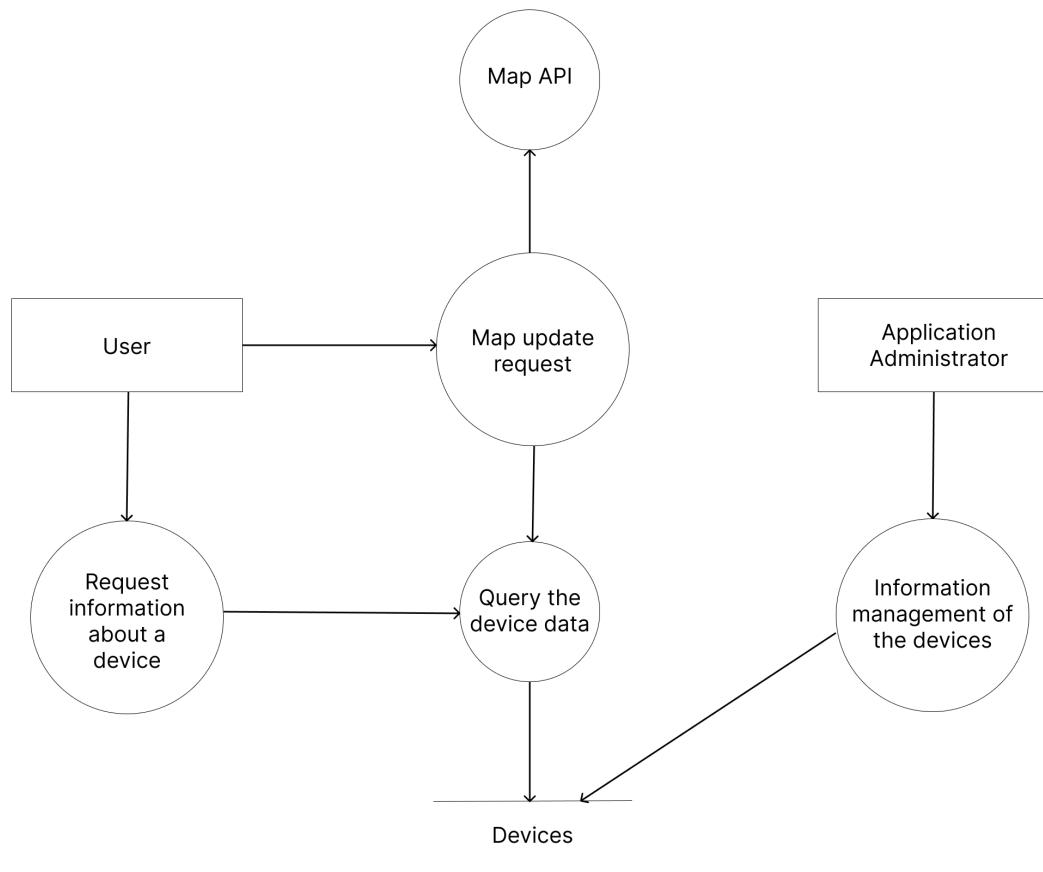 Map API
User
Map update
request
Application
Administrator
Request
information
about a
device
Query the
device data
Information
management of
the devices
Devices